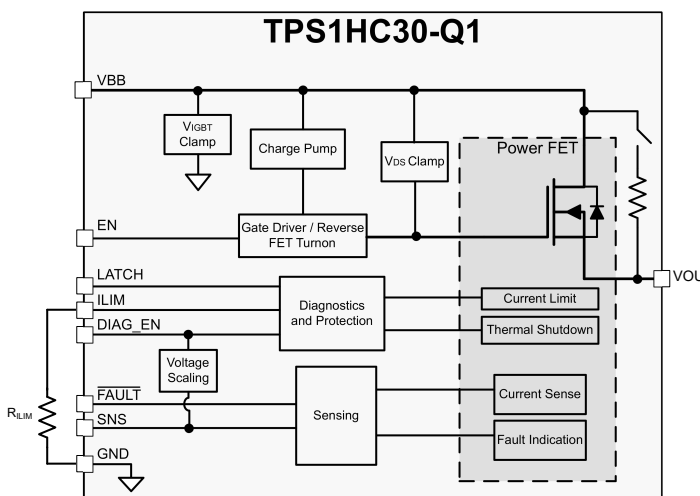 TPS1HC30-Q1
VBB
VIGBT
Clamp
Charge Pump
VDS Clamp
Power FET
EN
Gate Driver / Reverse
FET Turnon
LATCH
ILIM
DIAG_EN
Diagnostics
and Protection
Current Limit
Thermal Shutdown
VOU
Voltage
Scaling
FAULT
SNS
GND
RILIM
Sensing
Current Sense
Fault Indication